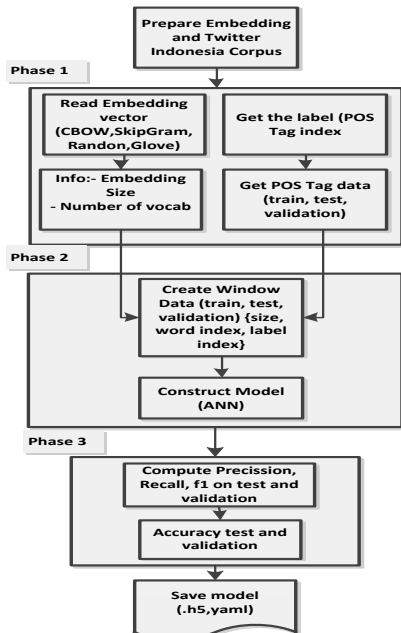 Prepare Embedding
and Twitter
Indonesia Corpus
Phase 1
Read Embedding
vector
(CBOW,SkipGram,
Randon,Glove)
Get the label (POS
Tag index
Info:- Embedding
Size
- Number of vocab
Get POS Tag data
(train, test,
validation)
Phase 2
Create Window
Data (train, test,
validation) {size,
word index, label
index}
Construct Model
(ANN)
Phase 3
Compute Precission,
Recall, f1 on test and
validation
Accuracy test and
validation
Save model
(.h5,yaml)